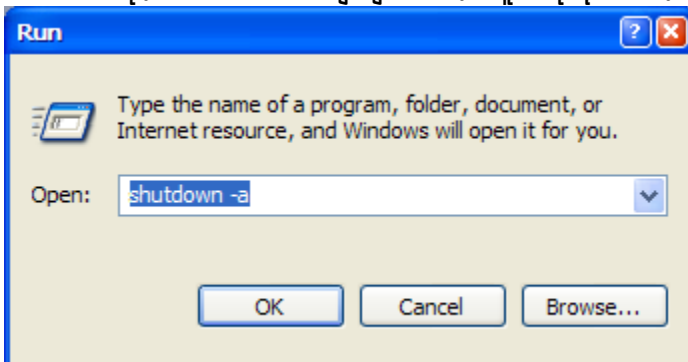 Run
Type the name of a program, folder, document, or
Internet resource, and Windows will open it for you.
Open:
shutdown -a
OK
Cancel
Browse...